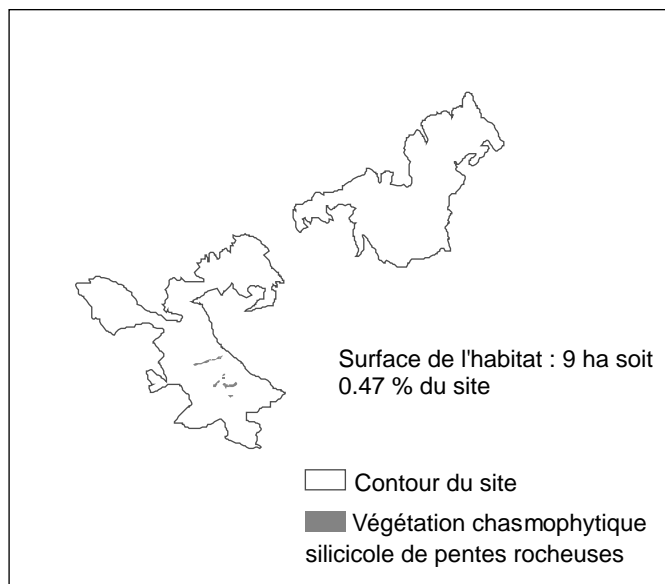 Surface de l'habitat : 9 ha soit
0.47 % du site
Contour du site
Végétation chasmophytique
silicicole de pentes rocheuses